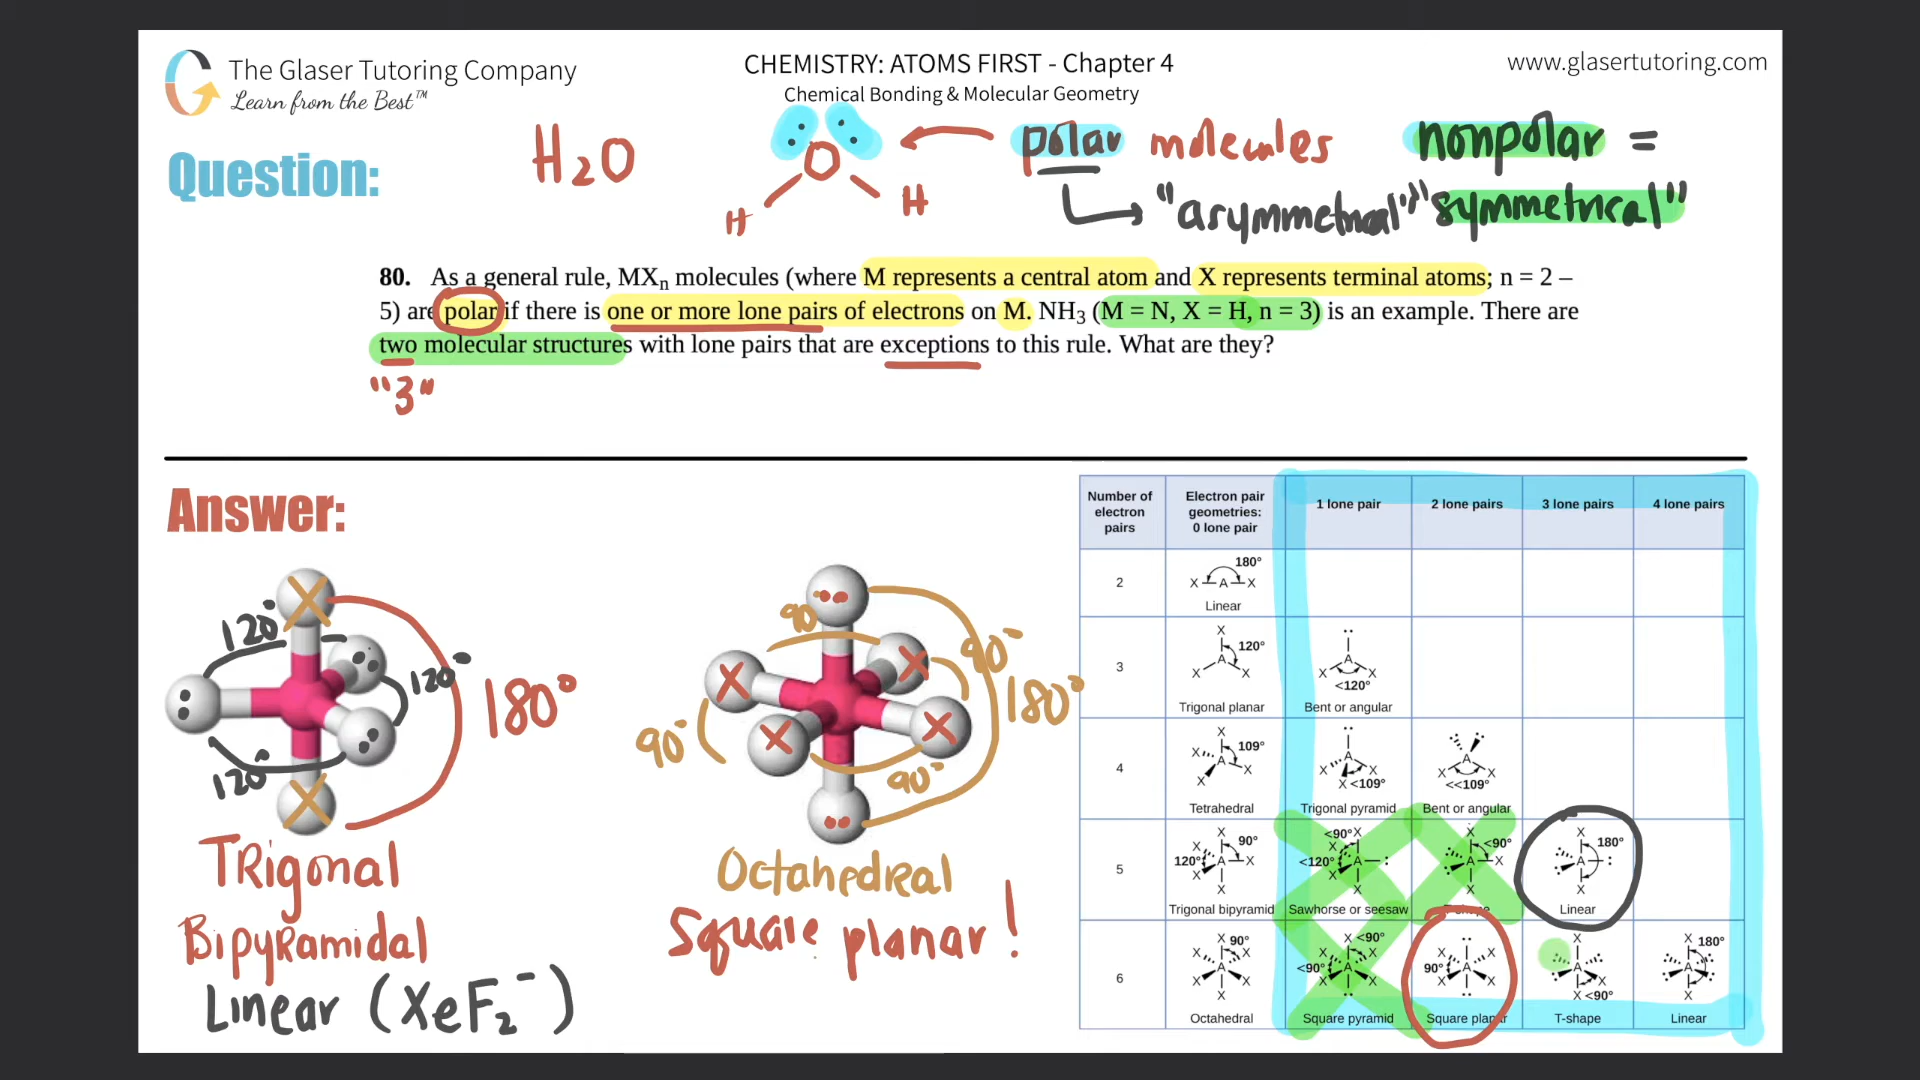 The Glaser Tutoring Company
Learn from the Best™
CHEMISTRY: ATOMS FIRST - Chapter 4
Chemical Bonding & Molecular Geometry
www.glasertutoring.com
Question:
H2O
O
H
H
polar molecules
"asymmetrical"
nonpolar =
"symmetrical"
80. As a general rule, MXn molecules (where M represents a central atom and X represents terminal atoms; n = 2 –
5) are polar if there is one or more lone pairs of electrons on M. NH3 (M = N, X = H, n = 3) is an example. There are
two molecular structures with lone pairs that are exceptions to this rule. What are they?
"3"
Answer:
120°
120°
120°
180°
Trigonal
Bipyramidal
Linear (XeF2⁻)
90°
90°
90°
90°
180°
Octahedral
Square planar!
Number of electron pairs
Electron pair geometries: 0 lone pair
1 lone pair
2 lone pairs
3 lone pairs
4 lone pairs
2
180°
X A X
Linear
3
X
120°
A
X X
Trigonal planar
A
X X
<120°
Bent or angular
4
X
109°
X A
X X
Tetrahedral
A
X X
X <109°
Trigonal pyramid
A
X X
<<109°
Bent or angular
5
X 90°
X
120° A X
X
X
Trigonal bipyramid
<90° X
X
<120° A
X
X
Sawhorse or seesaw
X
<90°
A X
X
T-shape
X
180°
A
X
Linear
6
X 90°
X X
A
X X
X
Octahedral
X <90°
X X
<90° A
X X
Square pyramid
X X
90° A
X X
Square planar
X
A
X
X <90°
T-shape
X 180°
A
X
Linear